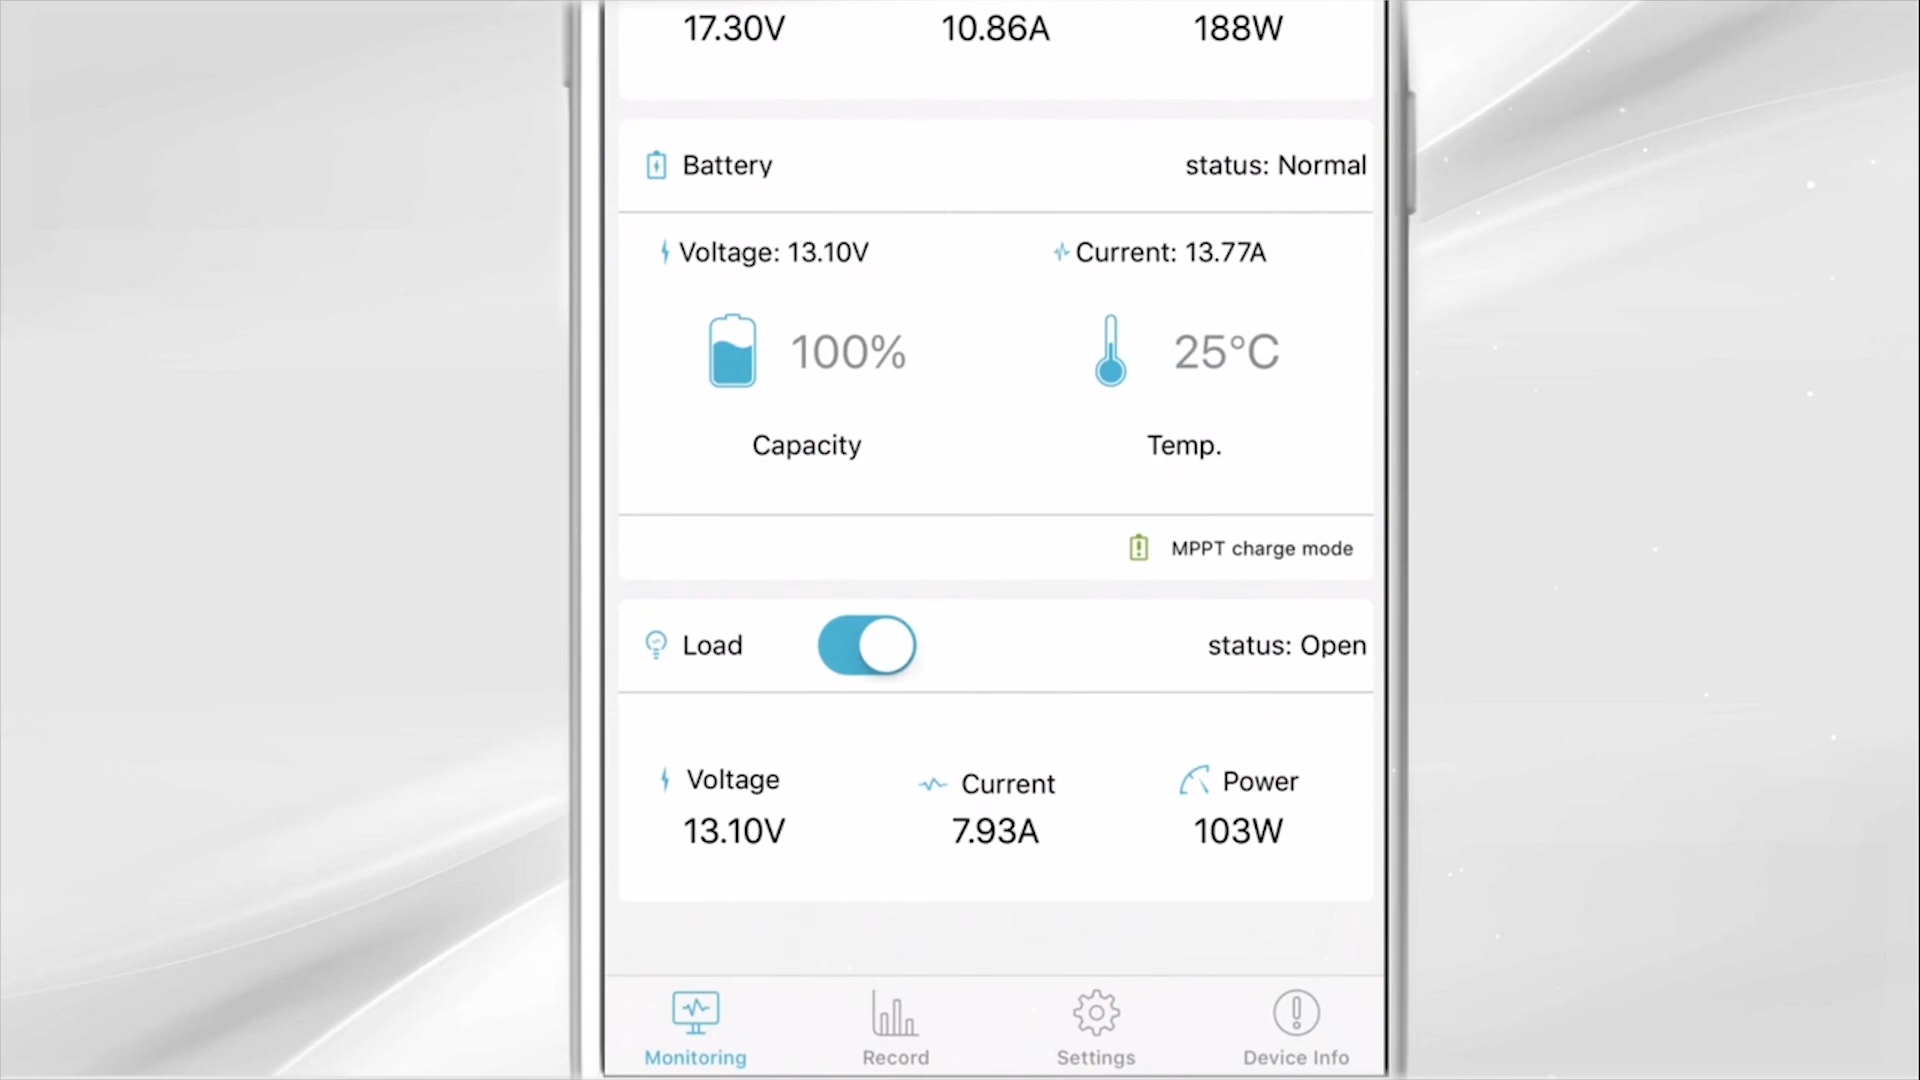 17.30V 10.86A 188W
Battery status: Normal
Voltage: 13.10V Current: 13.77A
100% 25°C
Capacity Temp.
MPPT charge mode
Load status: Open
Voltage Current Power
13.10V 7.93A 103W
Monitoring Record Settings Device Info